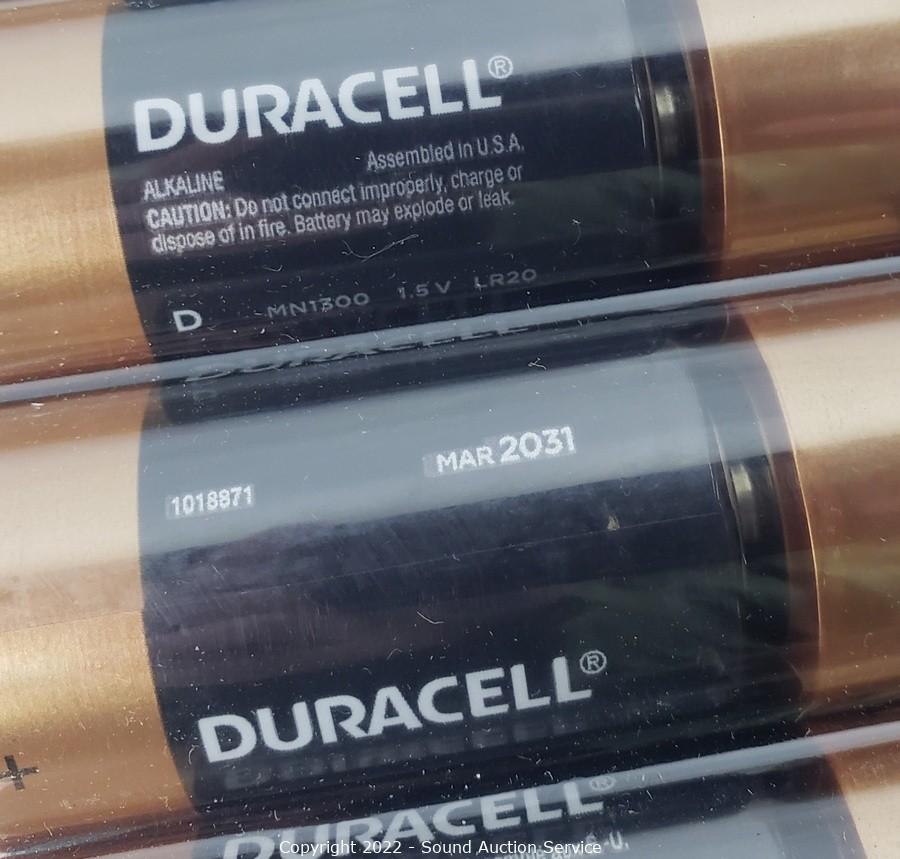 DURACELL®
Assembled in U.S.A.
ALKALINE
CAUTION: Do not connect improperly, charge or
dispose of in fire. Battery may explode or leak.
D MN1300 1.5 V LR20
MAR 2031
1018871
DURACELL®
+
DURACELL®
Copyright 2022 - Sound Auction Service